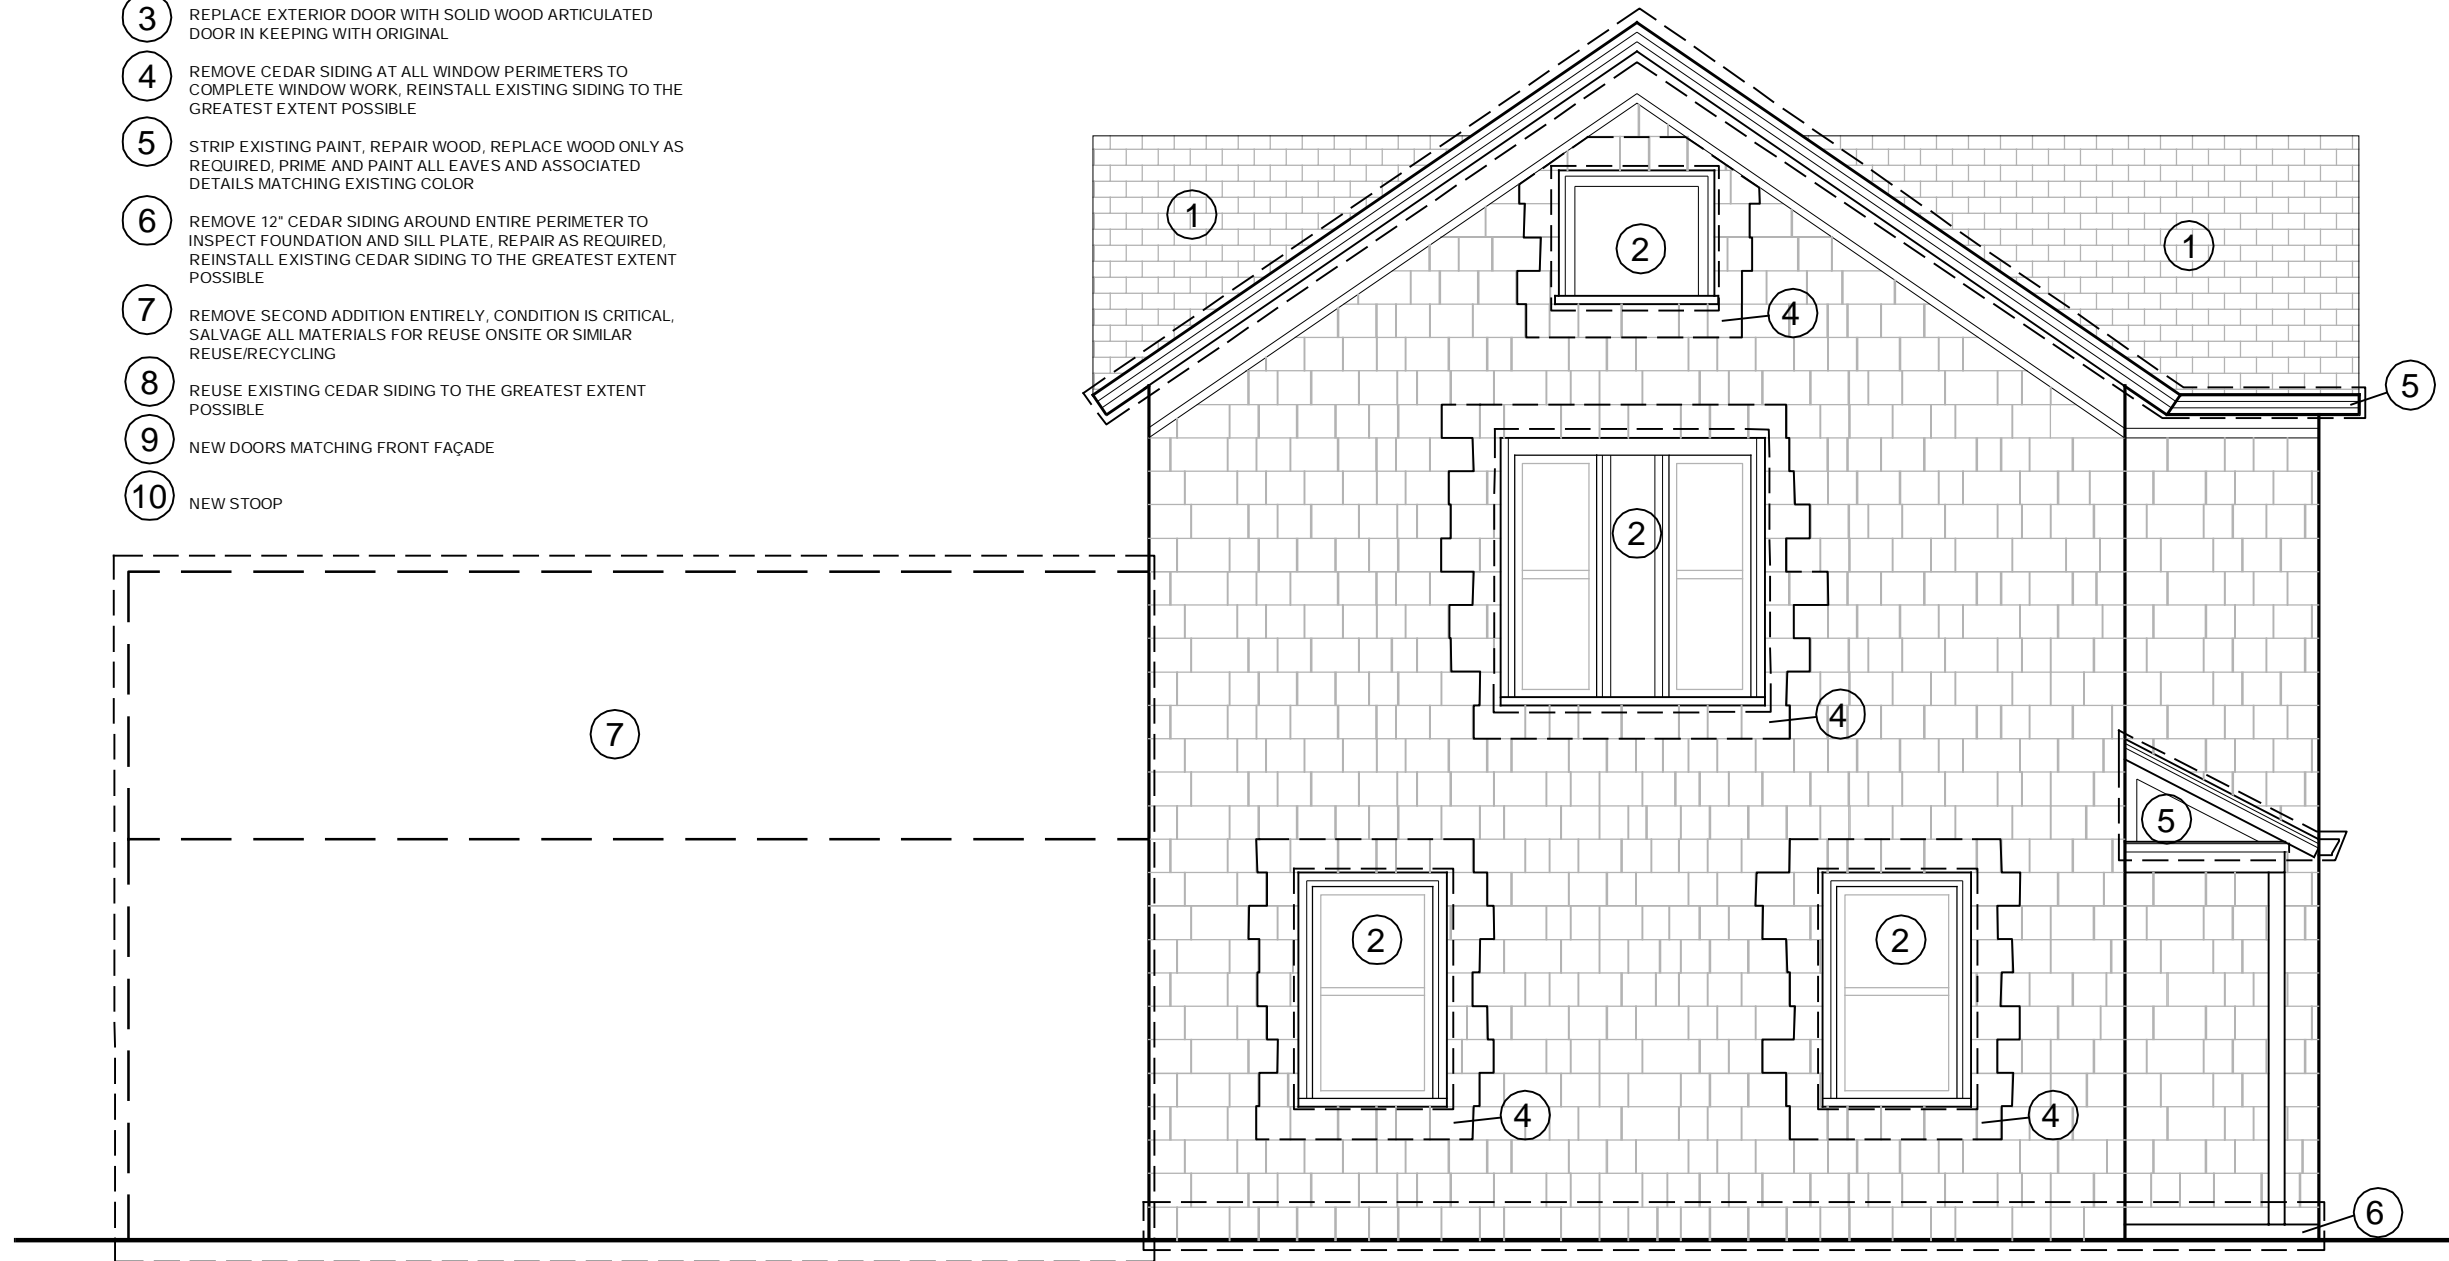 3 REPLACE EXTERIOR DOOR WITH SOLID WOOD ARTICULATED
DOOR IN KEEPING WITH ORIGINAL
4 REMOVE CEDAR SIDING AT ALL WINDOW PERIMETERS TO
COMPLETE WINDOW WORK, REINSTALL EXISTING SIDING TO THE
GREATEST EXTENT POSSIBLE
5 STRIP EXISTING PAINT, REPAIR WOOD, REPLACE WOOD ONLY AS
REQUIRED, PRIME AND PAINT ALL EAVES AND ASSOCIATED
DETAILS MATCHING EXISTING COLOR
6 REMOVE 12" CEDAR SIDING AROUND ENTIRE PERIMETER TO
INSPECT FOUNDATION AND SILL PLATE, REPAIR AS REQUIRED,
REINSTALL EXISTING CEDAR SIDING TO THE GREATEST EXTENT
POSSIBLE
7 REMOVE SECOND ADDITION ENTIRELY, CONDITION IS CRITICAL,
SALVAGE ALL MATERIALS FOR REUSE ONSITE OR SIMILAR
REUSE/RECYCLING
8 REUSE EXISTING CEDAR SIDING TO THE GREATEST EXTENT
POSSIBLE
9 NEW DOORS MATCHING FRONT FAÇADE
10 NEW STOOP
1
2
1
4
5
2
4
7
5
2
2
4
4
6